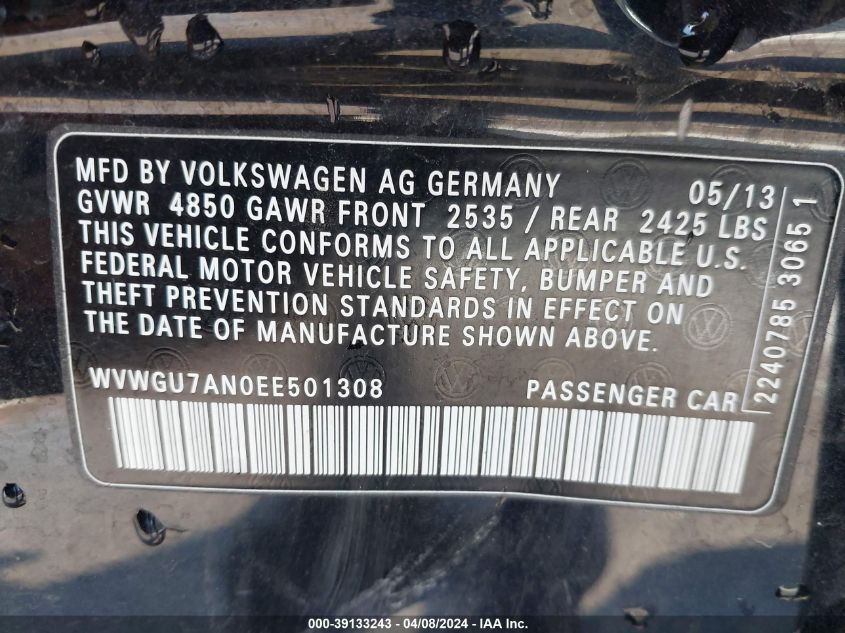 MFD BY VOLKSWAGEN AG GERMANY 05/13
GVWR 4850 GAWR FRONT 2535 / REAR 2425 LBS
THIS VEHICLE CONFORMS TO ALL APPLICABLE U.S.
FEDERAL MOTOR VEHICLE SAFETY, BUMPER AND
THEFT PREVENTION STANDARDS IN EFFECT ON
THE DATE OF MANUFACTURE SHOWN ABOVE.
WVWGU7AN0EE501308 PASSENGER CAR
2240785 3065 1
000-39133243 - 04/08/2024 - IAA Inc.